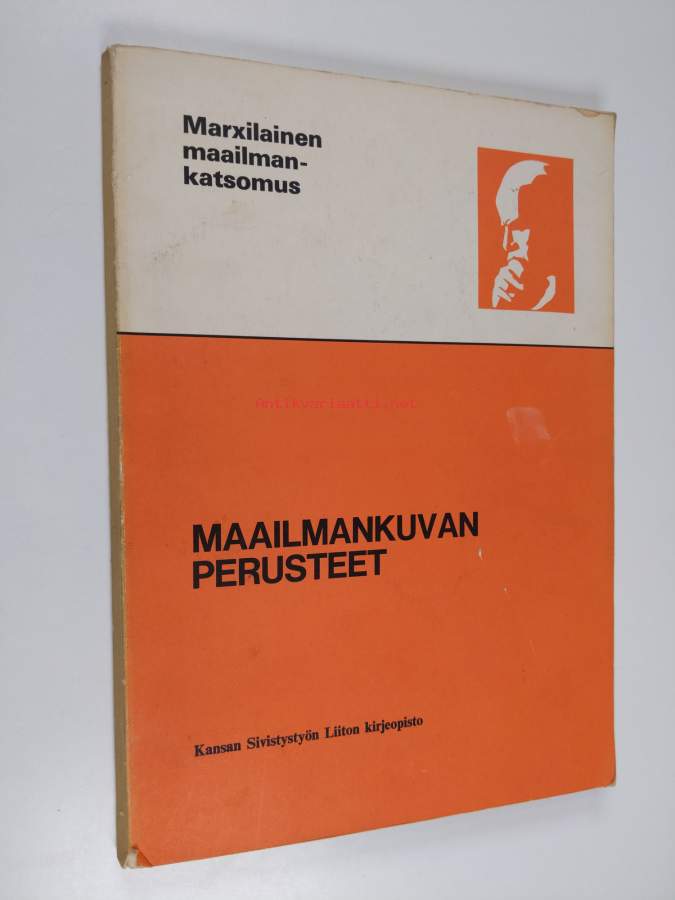 Marxilainen
maailman-
katsomus
antikvariaatti.net
MAAILMANKUVAN
PERUSTEET
Kansan Sivistystyön Liiton kirjeopisto